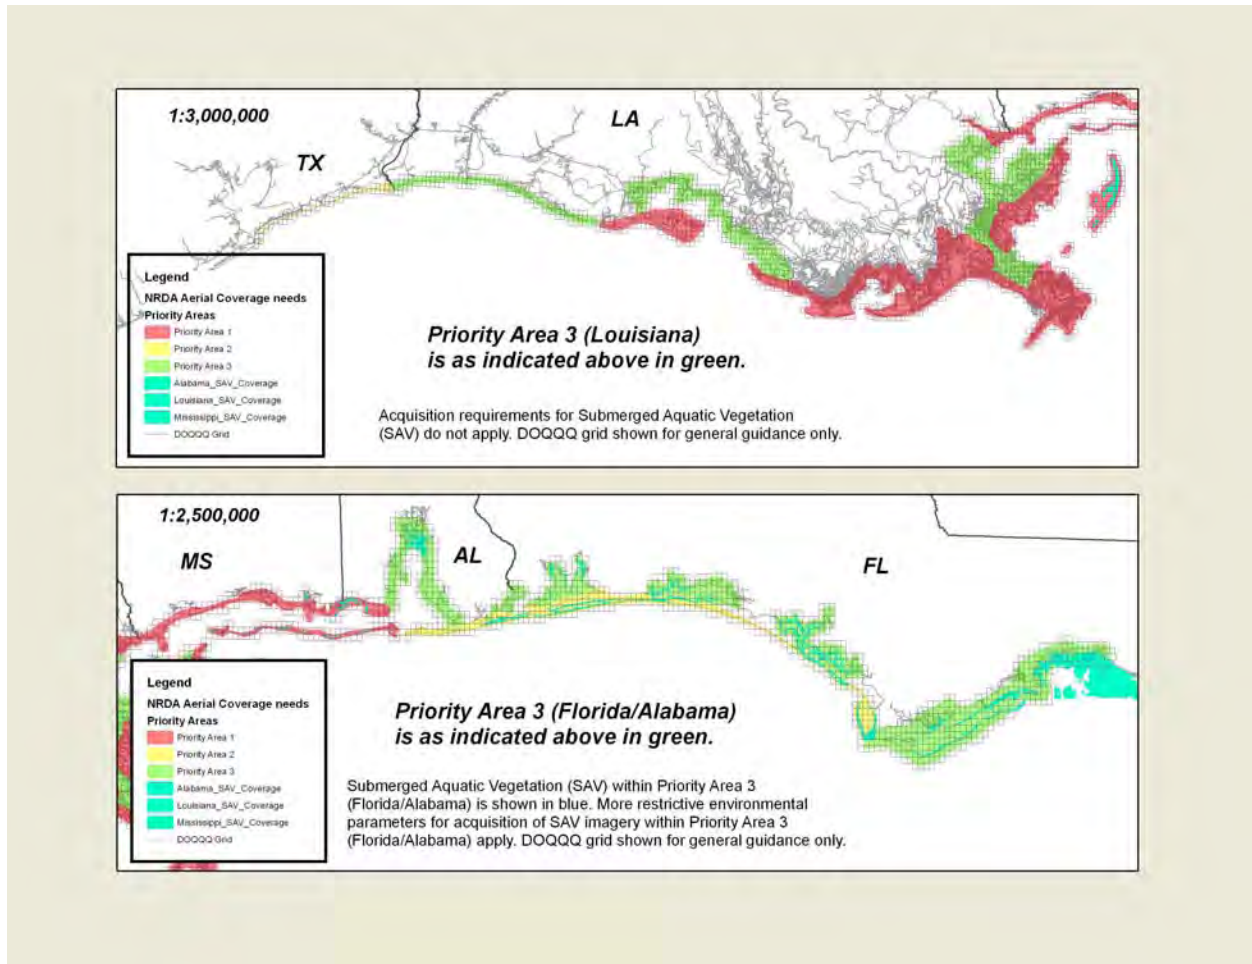 1:3,000,000
LA
TX
Legend
NRDA Aerial Coverage needs
Priority Areas
Priority Area 1
Priority Area 2
Priority Area 3
Alabama_SAV_Coverage
Louisiana_SAV_Coverage
Mississippi_SAV_Coverage
DOQQQ Grid
Priority Area 3 (Louisiana)
is as indicated above in green.
Acquisition requirements for Submerged Aquatic Vegetation
(SAV) do not apply. DOQQQ grid shown for general guidance only.
1:2,500,000
MS
AL
FL
Legend
NRDA Aerial Coverage needs
Priority Areas
Priority Area 1
Priority Area 2
Priority Area 3
Alabama_SAV_Coverage
Louisiana_SAV_Coverage
Mississippi_SAV_Coverage
DOQQQ Grid
Priority Area 3 (Florida/Alabama)
is as indicated above in green.
Submerged Aquatic Vegetation (SAV) within Priority Area 3
(Florida/Alabama) is shown in blue. More restrictive environmental
parameters for acquisition of SAV imagery within Priority Area 3
(Florida/Alabama) apply. DOQQQ grid shown for general guidance only.